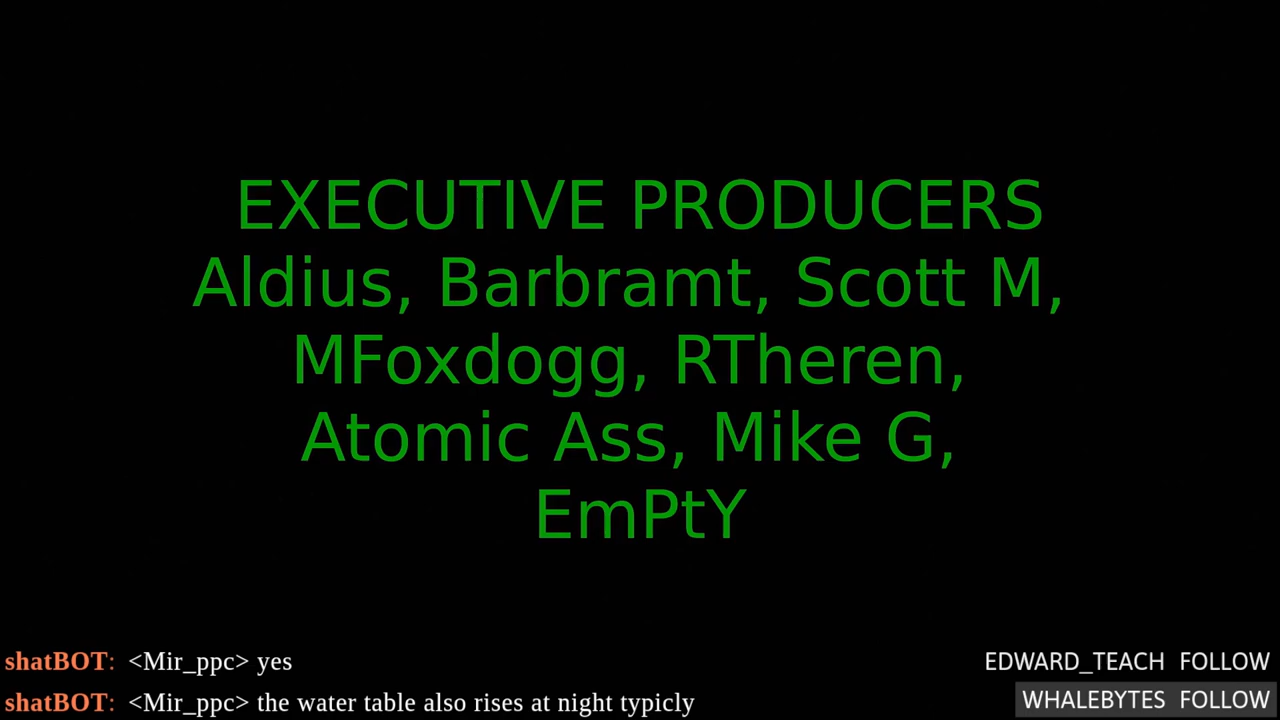 EXECUTIVE PRODUCERS
Aldius, Barbramt, Scott M,
MFoxdogg, RTheren,
Atomic Ass, Mike G,
EmPtY
shatBOT: <Mir_ppc> yes
EDWARD_TEACH FOLLOW
shatBOT: <Mir_ppc> the water table also rises at night typicly
WHALEBYTES FOLLOW